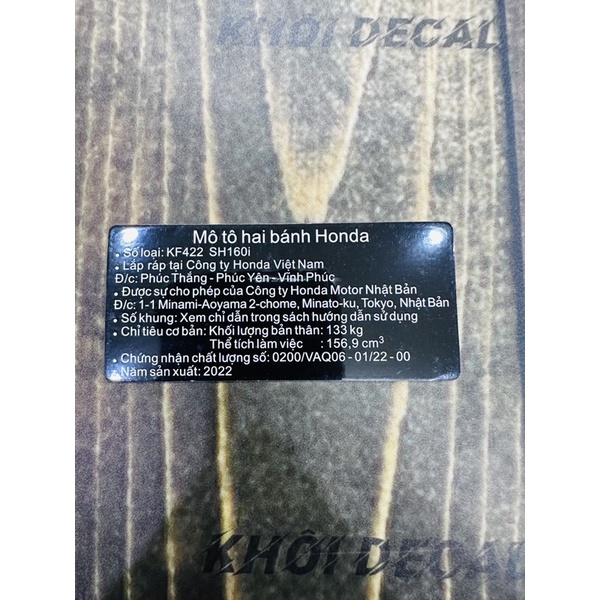 KHÔI DECAL
Mô tô hai bánh Honda
• Số loại: KF422 SH160i
• Lắp ráp tại Công ty Honda Việt Nam
Đ/c: Phúc Thắng - Phúc Yên - Vĩnh Phúc
• Được sự cho phép của Công ty Honda Motor Nhật Bản
Đ/c: 1-1 Minami-Aoyama 2-chome, Minato-ku, Tokyo, Nhật Bản
• Số khung: Xem chỉ dẫn trong sách hướng dẫn sử dụng
• Chỉ tiêu cơ bản: Khối lượng bản thân: 133 kg
Thể tích làm việc : 156,9 cm³
• Chứng nhận chất lượng số: 0200/VAQ06 - 01/22 - 00
• Năm sản xuất: 2022
KHÔI DECAL